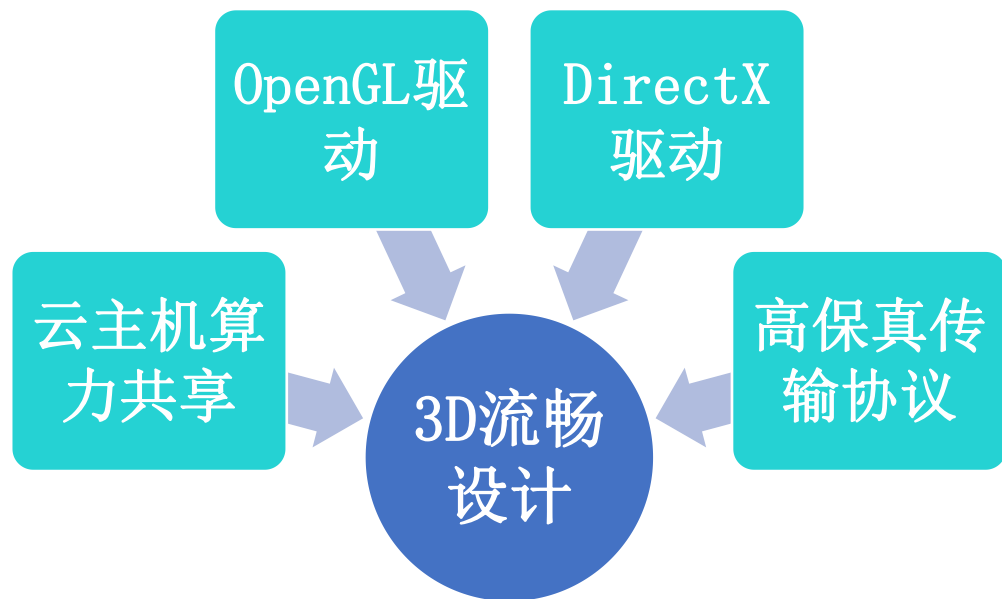 OpenGL驱
动
DirectX
驱动
云主机算
力共享
高保真传
输协议
3D流畅
设计